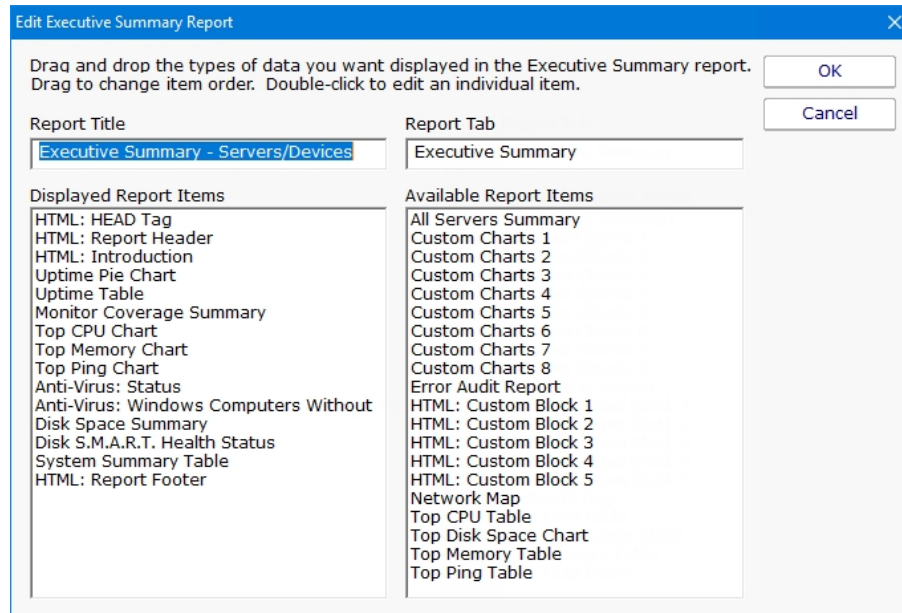 Edit Executive Summary Report
Drag and drop the types of data you want displayed in the Executive Summary report.
Drag to change item order. Double-click to edit an individual item.
OK
Cancel
Report Title
Executive Summary - Servers/Devices
Report Tab
Executive Summary
Displayed Report Items
HTML: HEAD Tag
HTML: Report Header
HTML: Introduction
Uptime Pie Chart
Uptime Table
Monitor Coverage Summary
Top CPU Chart
Top Memory Chart
Top Ping Chart
Anti-Virus: Status
Anti-Virus: Windows Computers Without
Disk Space Summary
Disk S.M.A.R.T. Health Status
System Summary Table
HTML: Report Footer
Available Report Items
All Servers Summary
Custom Charts 1
Custom Charts 2
Custom Charts 3
Custom Charts 4
Custom Charts 5
Custom Charts 6
Custom Charts 7
Custom Charts 8
Error Audit Report
HTML: Custom Block 1
HTML: Custom Block 2
HTML: Custom Block 3
HTML: Custom Block 4
HTML: Custom Block 5
Network Map
Top CPU Table
Top Disk Space Chart
Top Memory Table
Top Ping Table